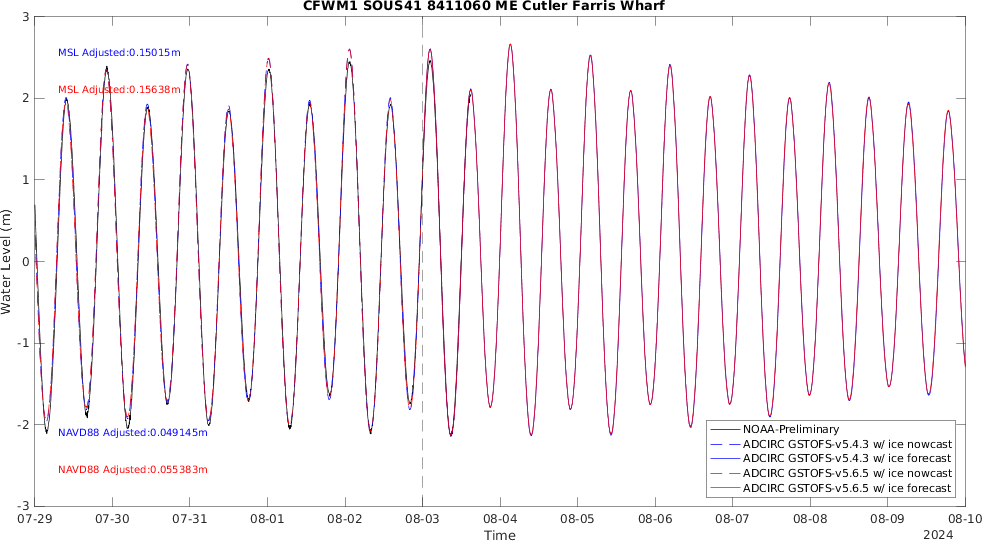 CFWM1 SOUS41 8411060 ME Cutler Farris Wharf
3
2
1
0
-1
-2
-3
Water Level (m)
MSL Adjusted:0.15015m
MSL Adjusted:0.15638m
NAVD88 Adjusted:0.049145m
NAVD88 Adjusted:0.055383m
NOAA-Preliminary
ADCIRC GSTOFS-v5.4.3 w/ ice nowcast
ADCIRC GSTOFS-v5.4.3 w/ ice forecast
ADCIRC GSTOFS-v5.6.5 w/ ice nowcast
ADCIRC GSTOFS-v5.6.5 w/ ice forecast
07-29 07-30 07-31 08-01 08-02 08-03 08-04 08-05 08-06 08-07 08-08 08-09 08-10
Time
2024